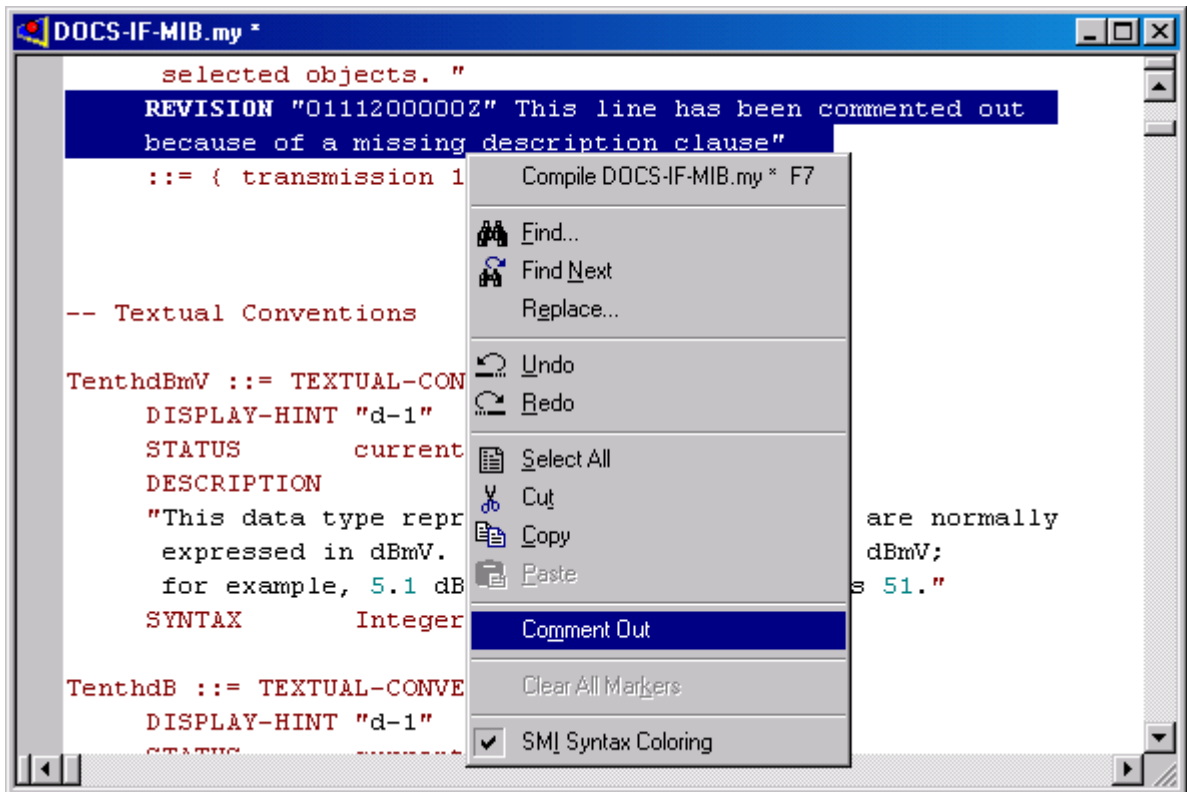 DOCS-IF-MIB.my *
selected objects. "
REVISION "0111200000Z" This line has been commented out
because of a missing description clause"
::= { transmission 1
-- Textual Conventions
TenthdBmV ::= TEXTUAL-CON
DISPLAY-HINT "d-1"
STATUS current
DESCRIPTION
"This data type repr are normally
expressed in dBmV. dBmV;
for example, 5.1 dB s 51."
SYNTAX Integer
TenthdB ::= TEXTUAL-CONVE
DISPLAY-HINT "d-1"
Compile DOCS-IF-MIB.my * F7
Find...
Find Next
Replace...
Undo
Redo
Select All
Cut
Copy
Paste
Comment Out
Clear All Markers
SMI Syntax Coloring